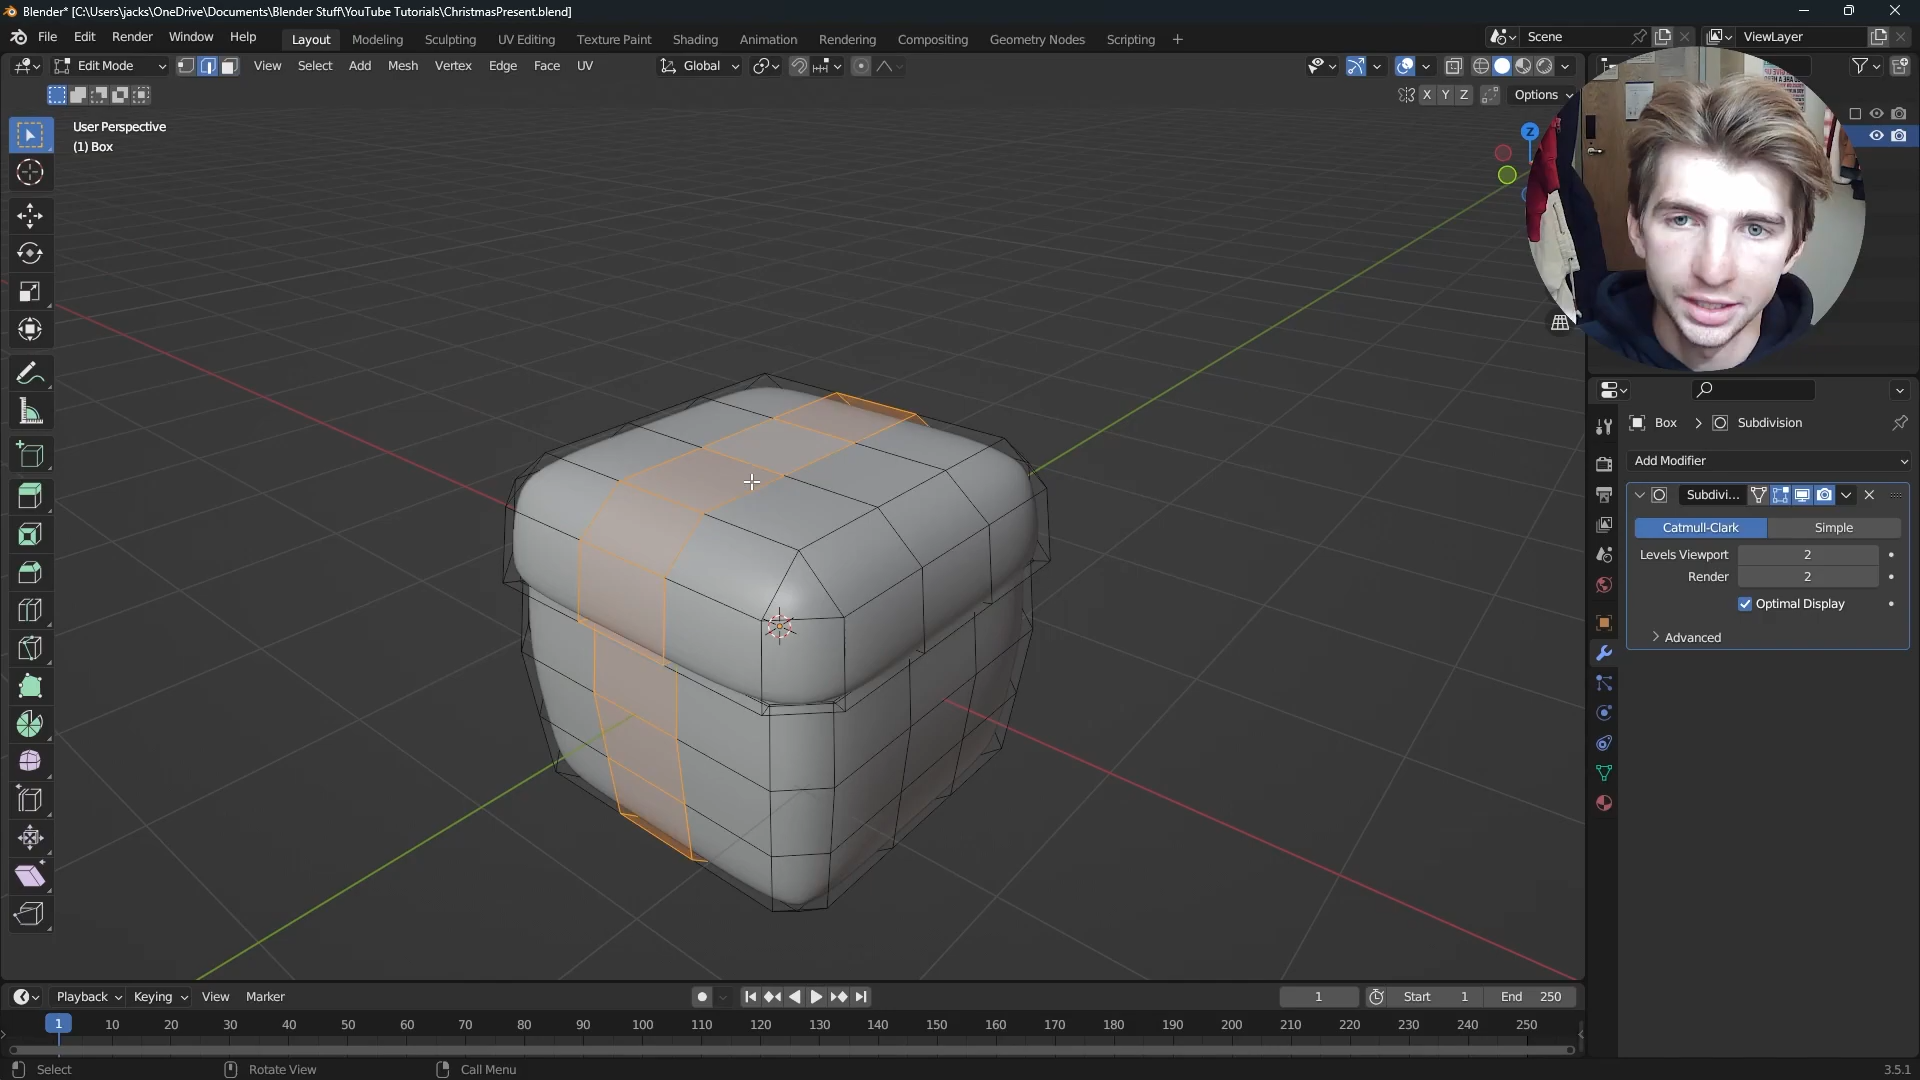 Blender* [C:\Users\jacks\OneDrive\Documents\Blender Stuff\YouTube Tutorials\ChristmasPresent.blend]
File Edit Render Window Help Layout Modeling Sculpting UV Editing Texture Paint Shading Animation Rendering Compositing Geometry Nodes Scripting + Scene ViewLayer
Edit Mode View Select Add Mesh Vertex Edge Face UV Global
X Y Z Options
User Perspective
(1) Box
Z
Box > Subdivision
Add Modifier
Subdivi...
Catmull-Clark Simple
Levels Viewport 2
Render 2
Optimal Display
Advanced
Playback Keying View Marker 1 Start 1 End 250
1 10 20 30 40 50 60 70 80 90 100 110 120 130 140 150 160 170 180 190 200 210 220 230 240 250
Select Rotate View Call Menu 3.5.1